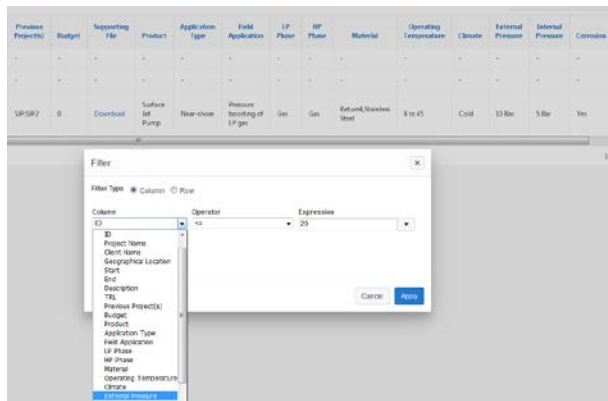 Previous Project(s) Budget Supporting File Product Application Type Field Application LP Phase HP Phase Material Operating Temperature Climate External Pressure Internal Pressure Corrosion
- - - - - - - - - - - - - -
- - - - - - - - - - - - - -
0 Download Surface Jet Pump Near-shore Pressure boosting of LP gas Gas Gas Stainless Steel 8 to 45 Cold 10 Bar 5 Bar Yes
1
Filter
Filter Type Column Row
Column Operator Expression
ID <= 20
ID
Project Name
Client Name
Geographical Location
Start
End
Description
TRL
Previous Project(s)
Budget
Product
Application Type
Field Application
LP Phase
HP Phase
Material
Operating Temperature
Climate
External Pressure
Cancel Apply